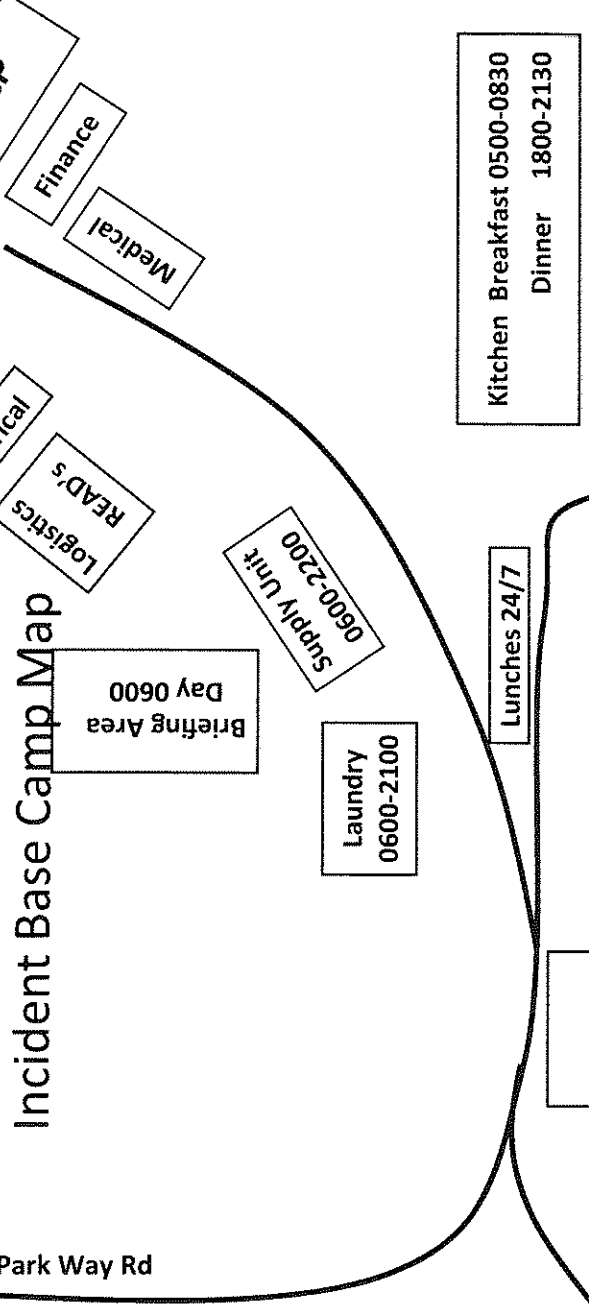 Incident Base Camp Map
Finance
Medical
Logistics
READ's
Supply Unit
0600-2200
Briefing Area
Day 0600
Laundry
0600-2100
Lunches 24/7
Kitchen Breakfast 0500-0830
Dinner 1800-2130
Park Way Rd